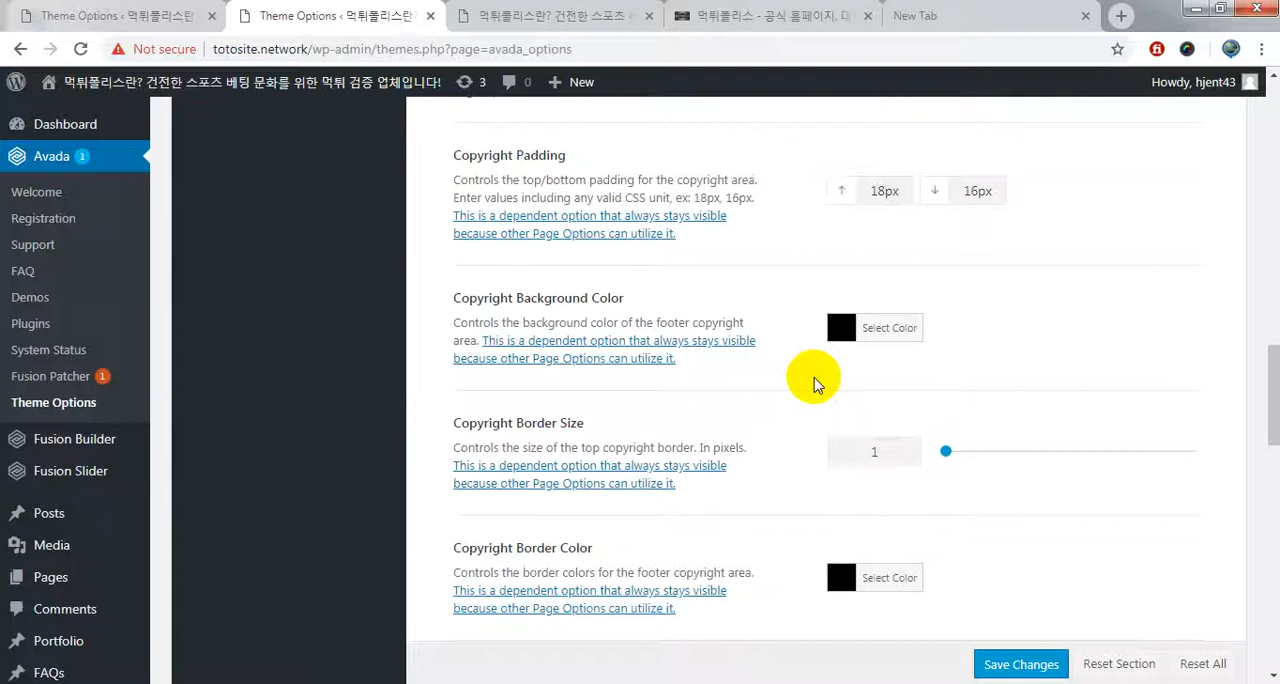 Theme Options ‹ 먹튀폴리스란
Theme Options ‹ 먹튀폴리스란?
먹튀폴리스란? 건전한 스포츠
먹튀폴리스 - 공식 홈페이지, 
New Tab
Not secure
totosite.network/wp-admin/themes.php?page=avada_options
먹튀폴리스란? 건전한 스포츠 베팅 문화를 위한 먹튀 검증 업체입니다!
3
0
New
Howdy, hjent43
Dashboard
Avada 1
Welcome
Registration
Support
FAQ
Demos
Plugins
System Status
Fusion Patcher 1
Theme Options
Fusion Builder
Fusion Slider
Posts
Media
Pages
Comments
Portfolio
FAQs
Copyright Padding
Controls the top/bottom padding for the copyright area.
Enter values including any valid CSS unit, ex: 18px, 16px.
This is a dependent option that always stays visible
because other Page Options can utilize it.
18px
16px
Copyright Background Color
Controls the background color of the footer copyright
area. This is a dependent option that always stays visible
because other Page Options can utilize it.
Select Color
Copyright Border Size
Controls the size of the top copyright border. In pixels.
This is a dependent option that always stays visible
because other Page Options can utilize it.
1
Copyright Border Color
Controls the border colors for the footer copyright area.
This is a dependent option that always stays visible
because other Page Options can utilize it.
Select Color
Save Changes
Reset Section
Reset All